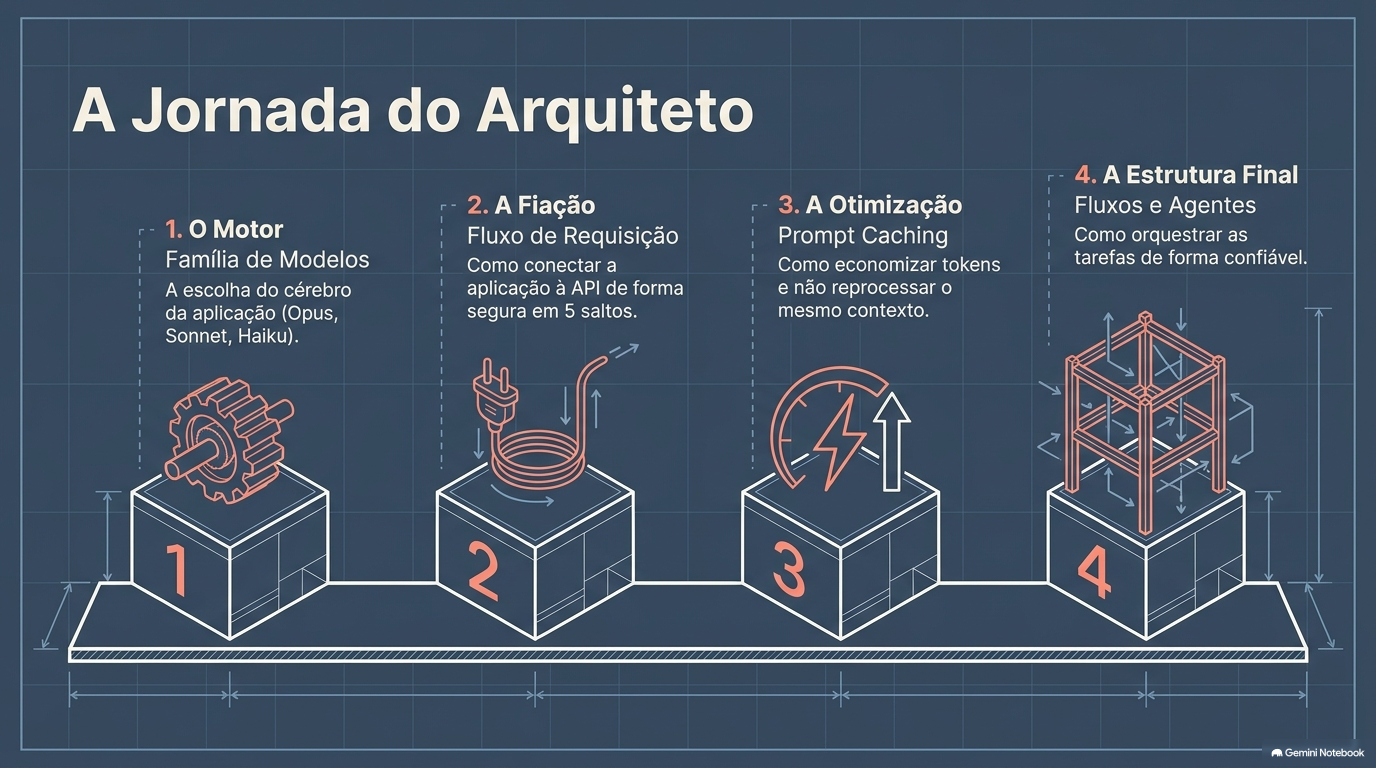 A Jornada do Arquiteto
1. O Motor
Família de Modelos
A escolha do cérebro
da aplicação (Opus,
Sonnet, Haiku).
2. A Fiação
Fluxo de Requisição
Como conectar a
aplicação à API de forma
segura em 5 saltos.
3. A Otimização
Prompt Caching
Como economizar tokens
e não reprocessar o
mesmo contexto.
4. A Estrutura Final
Fluxos e Agentes
Como orquestrar as
tarefas de forma confiável.
1
2
3
4
Gemini Notebook